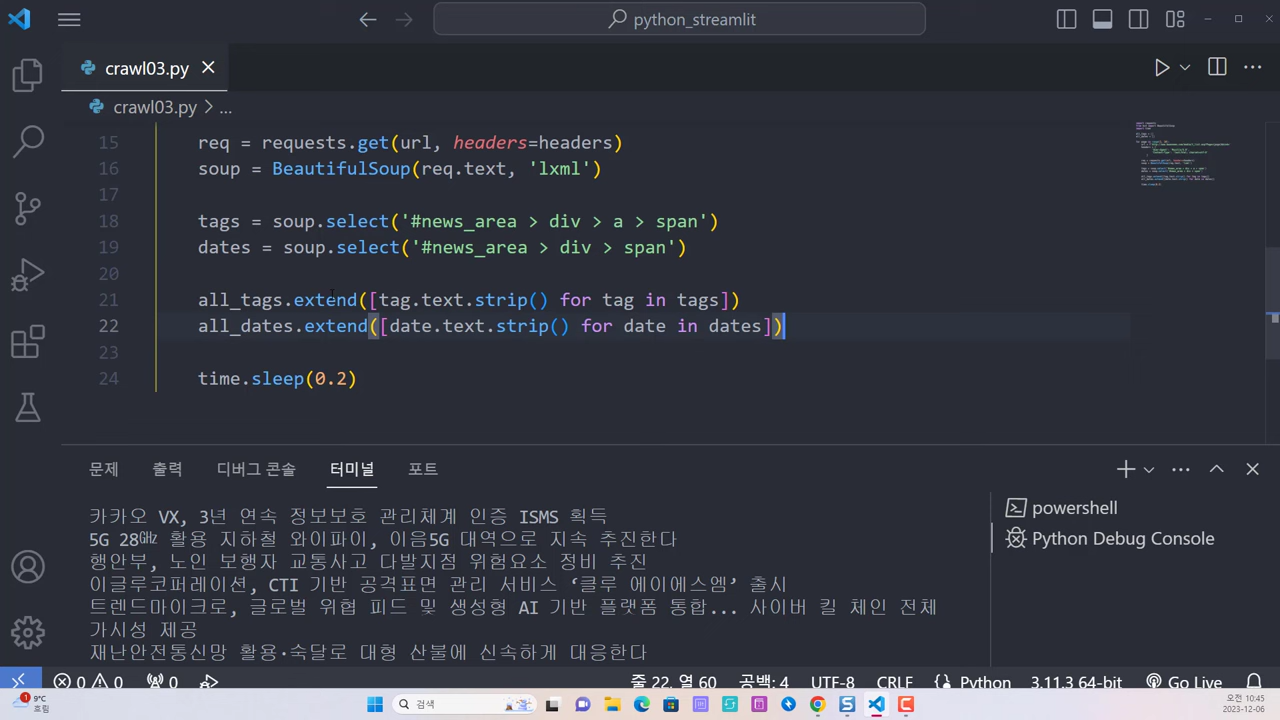 python_streamlit
crawl03.py
crawl03.py > ...
15 req = requests.get(url, headers=headers)
16 soup = BeautifulSoup(req.text, 'lxml')
17
18 tags = soup.select('#news_area > div > a > span')
19 dates = soup.select('#news_area > div > span')
20
21 all_tags.extend([tag.text.strip() for tag in tags])
22 all_dates.extend([date.text.strip() for date in dates])
23
24 time.sleep(0.2)
문제 출력 디버그 콘솔 터미널 포트
카카오 VX, 3년 연속 정보보호 관리체계 인증 ISMS 획득
5G 28㎓ 활용 지하철 와이파이, 이음5G 대역으로 지속 추진한다
행안부, 노인 보행자 교통사고 다발지점 위험요소 정비 추진
이글루코퍼레이션, CTI 기반 공격표면 관리 서비스 ‘클루 에이에스엠’ 출시
트렌드마이크로, 글로벌 위협 피드 및 생성형 AI 기반 플랫폼 통합... 사이버 킬 체인 전체
가시성 제공
재난안전통신망 활용·숙달로 대형 산불에 신속하게 대응한다
powershell
Python Debug Console
0 0 0 줄 22, 열 60 공백: 4 UTF-8 CRLF Python 3.11.3 64-bit Go Live
9°C
흐림
검색
오전 10:45
2023-12-06